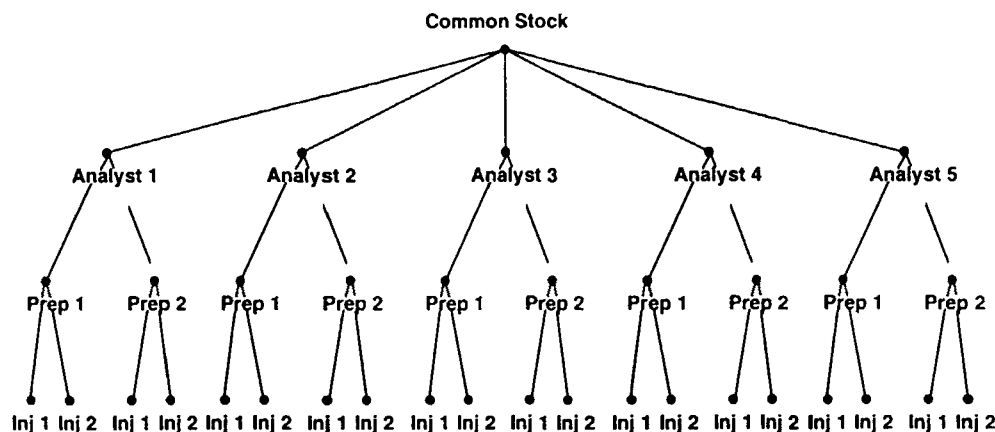 Common Stock
Analyst 1 Analyst 2 Analyst 3 Analyst 4 Analyst 5
Prep 1 Prep 2 Prep 1 Prep 2 Prep 1 Prep 2 Prep 1 Prep 2 Prep 1 Prep 2
Inj 1 Inj 2 Inj 1 Inj 2 Inj 1 Inj 2 Inj 1 Inj 2 Inj 1 Inj 2 Inj 1 Inj 2 Inj 1 Inj 2 Inj 1 Inj 2 Inj 1 Inj 2 Inj 1 Inj 2